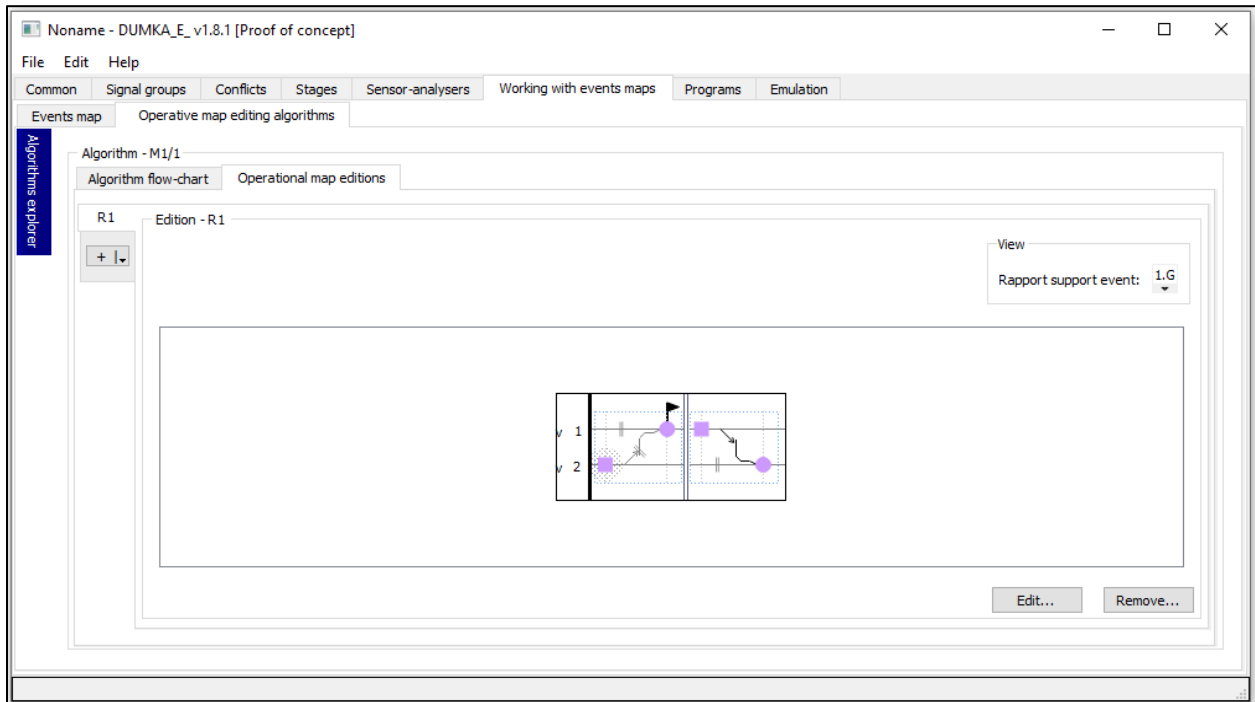 Noname - DUMKA_E_ v1.8.1 [Proof of concept]
File Edit Help
Common Signal groups Conflicts Stages Sensor-analysers Working with events maps Programs Emulation
Events map Operative map editing algorithms
Algorithms explorer
Algorithm - M1/1
Algorithm flow-chart Operational map editions
R1
Edition - R1
+
View
Rapport support event: 1.G
v 1
v 2
Edit... Remove...